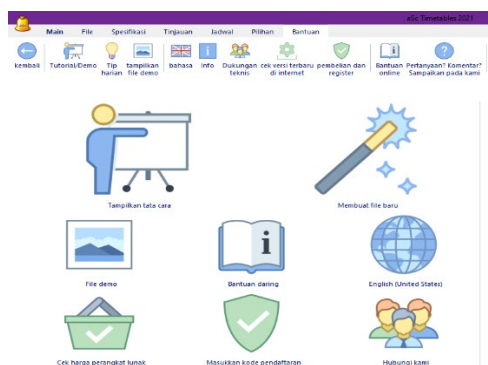 aSc Timetables 2021
Main File Spesifikasi Tinjauan Jadwal Pilihan Bantuan
kembali Tutorial/Demo Tip harian tampilkan file demo bahasa info Dukungan teknis cek versi terbaru di internet pembelian dan register Bantuan online Pertanyaan? Komentar? Sampaikan pada kami
Tampilkan tata cara Membuat file baru
File demo Bantuan daring English (United States)
Cek harga perangkat lunak Masukkan kode pendaftaran Hubungi kami